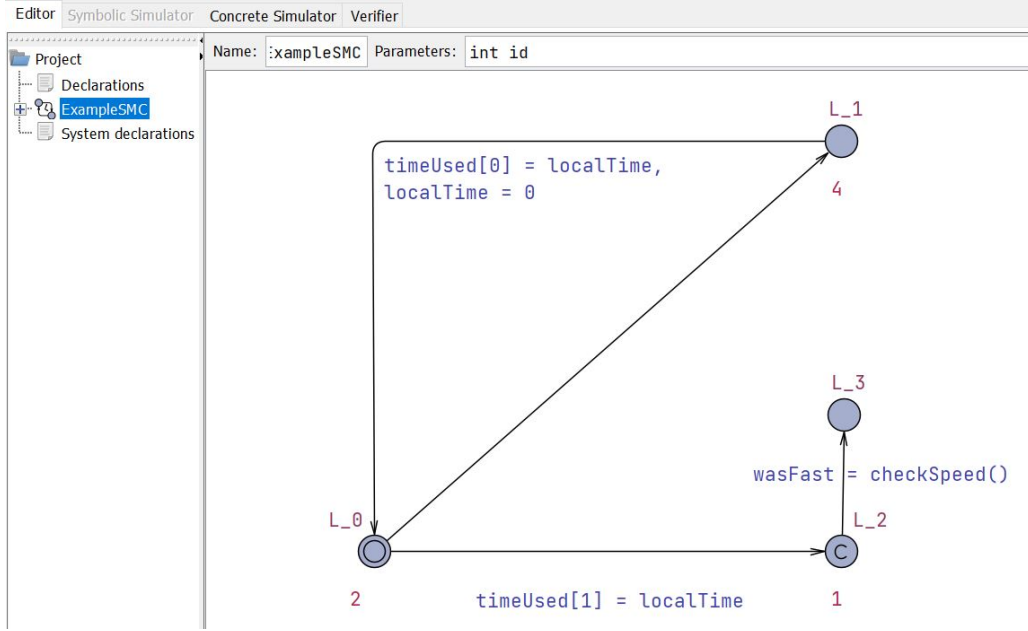 Editor Symbolic Simulator Concrete Simulator Verifier
Name: :xampleSMC Parameters: int id
Project
Declarations
ExampleSMC
System declarations
L_1
timeUsed[0] = localTime,
localTime = 0
4
L_3
wasFast = checkSpeed()
L_0
L_2
C
2
timeUsed[1] = localTime
1